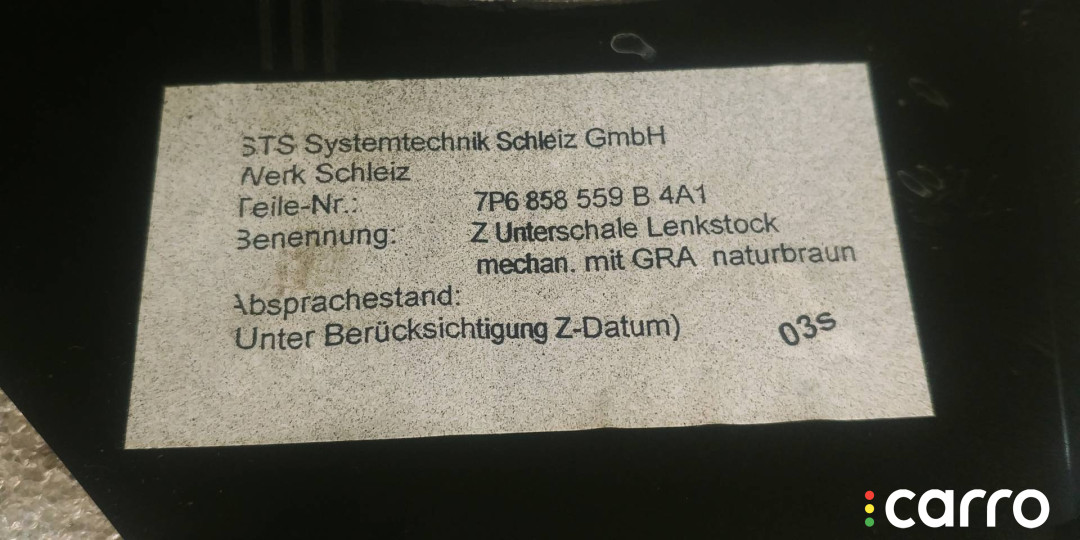 STS Systemtechnik Schleiz GmbH
Werk Schleiz
Teile-Nr.: 7P6 858 559 B 4A1
Benennung: Z Unterschale Lenkstock
mechan. mit GRA naturbraun
Absprachestand:
(Unter Berücksichtigung Z-Datum)
03s
carro